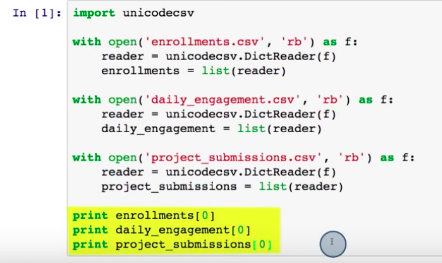 In [1]: import unicodecsv
with open('enrollments.csv', 'rb') as f:
    reader = unicodecsv.DictReader(f)
    enrollments = list(reader)
with open('daily_engagement.csv', 'rb') as f:
    reader = unicodecsv.DictReader(f)
    daily_engagement = list(reader)
with open('project_submissions.csv', 'rb') as f:
    reader = unicodecsv.DictReader(f)
    project_submissions = list(reader)
print enrollments[0]
print daily_engagement[0]
print project_submissions[0]